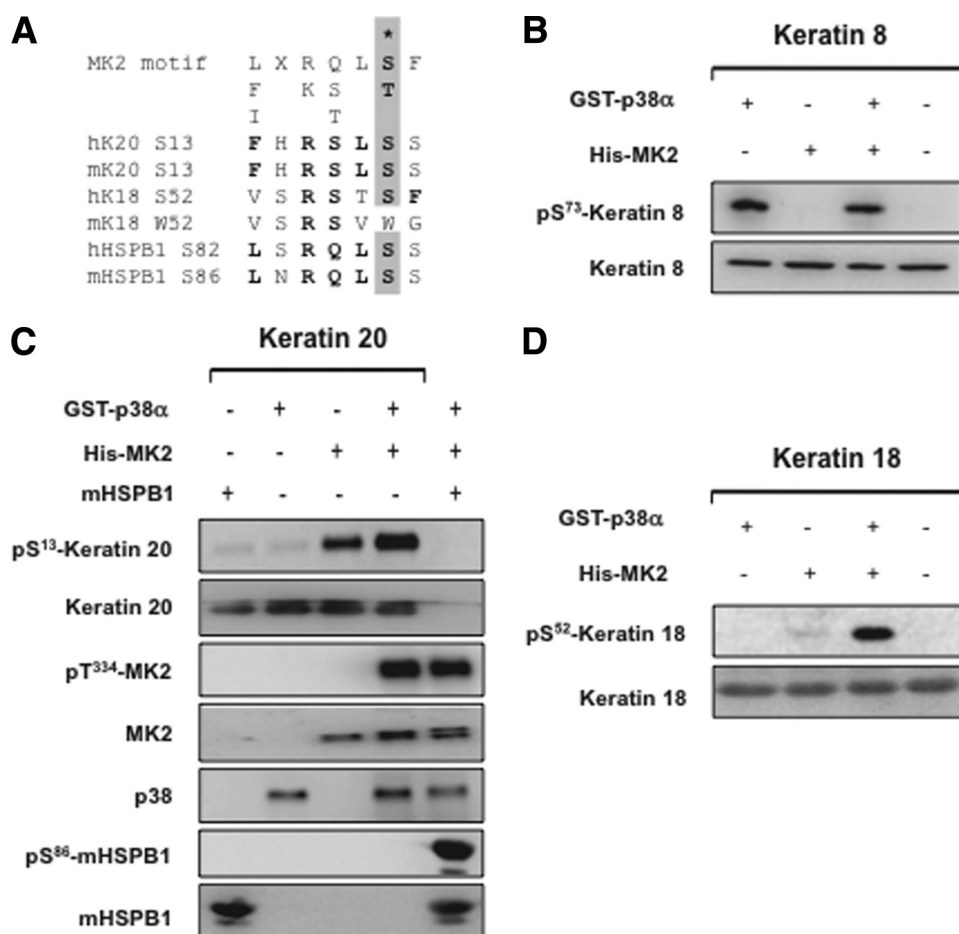 A
*
MK2 motif L X R Q L S F
F K S T
I T
hK20 S13 F H R S L S S
mK20 S13 F H R S L S S
hK18 S52 V S R S T S F
mK18 W52 V S R S V W G
hHSPB1 S82 L S R Q L S S
mHSPB1 S86 L N R Q L S S
B
Keratin 8
GST-p38α + - + -
His-MK2 - + + -
pS73-Keratin 8
Keratin 8
C
Keratin 20
GST-p38α - + - + +
His-MK2 - - + + +
mHSPB1 + - - - +
pS13-Keratin 20
Keratin 20
pT334-MK2
MK2
p38
pS86-mHSPB1
mHSPB1
D
Keratin 18
GST-p38α + - + -
His-MK2 - + + -
pS52-Keratin 18
Keratin 18